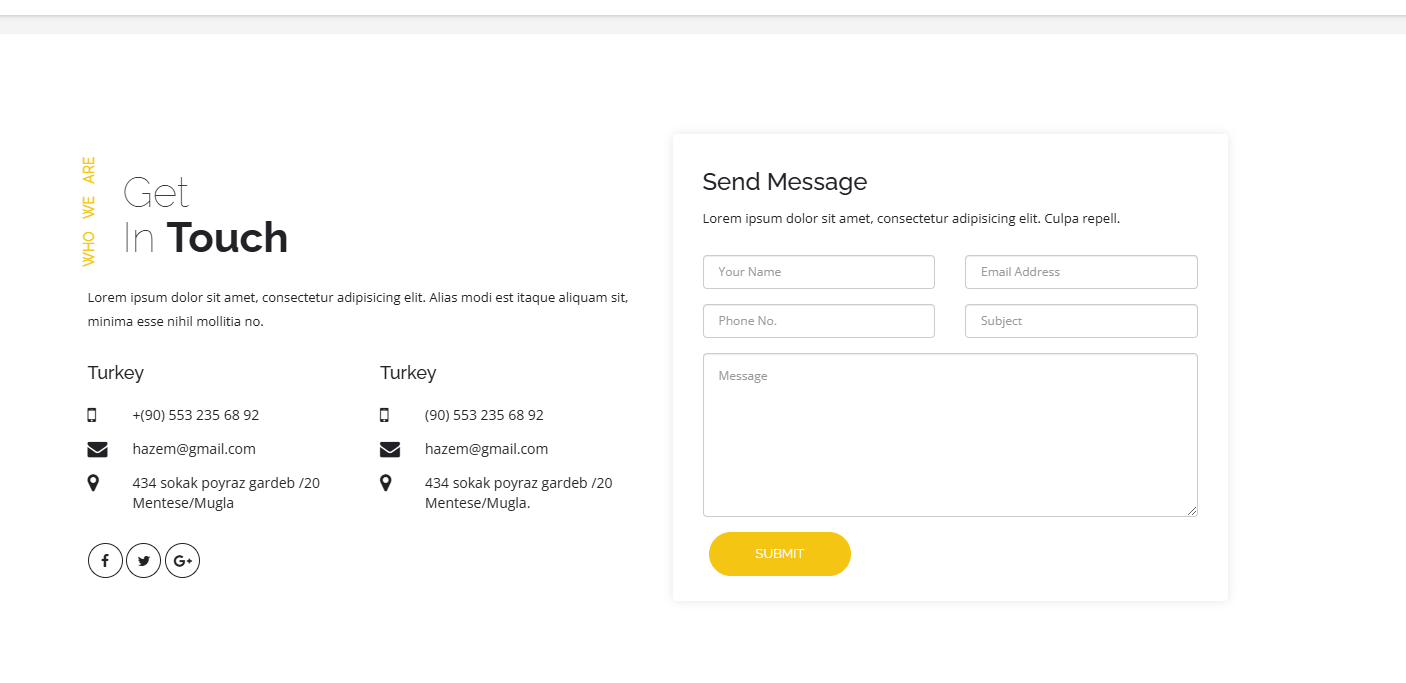 WHO WE ARE
Get
In Touch
Lorem ipsum dolor sit amet, consectetur adipisicing elit. Alias modi est itaque aliquam sit,
minima esse nihil mollitia no.
Turkey
+(90) 553 235 68 92
hazem@gmail.com
434 sokak poyraz gardeb /20
Mentese/Mugla
Turkey
(90) 553 235 68 92
hazem@gmail.com
434 sokak poyraz gardeb /20
Mentese/Mugla.
Send Message
Lorem ipsum dolor sit amet, consectetur adipisicing elit. Culpa repell.
Your Name
Email Address
Phone No.
Subject
Message
SUBMIT